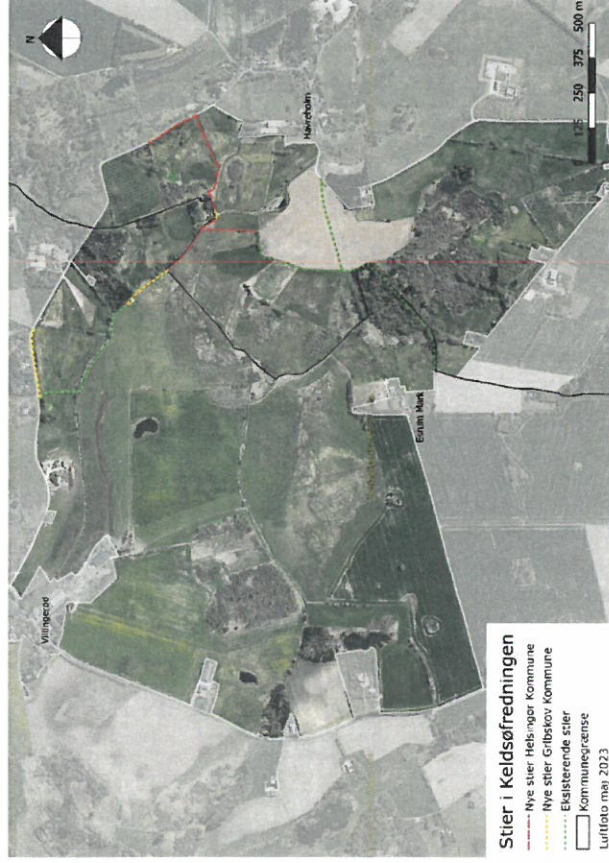 N
Villingerød
Havreholm
Esrum Mark
125 250 375 500 m
Stier i Keldsøfredningen
Nye stier Helsingør Kommune
Nye stier Gribskov Kommune
Eksisterende stier
Kommunegrænse
Luftfoto maj 2023